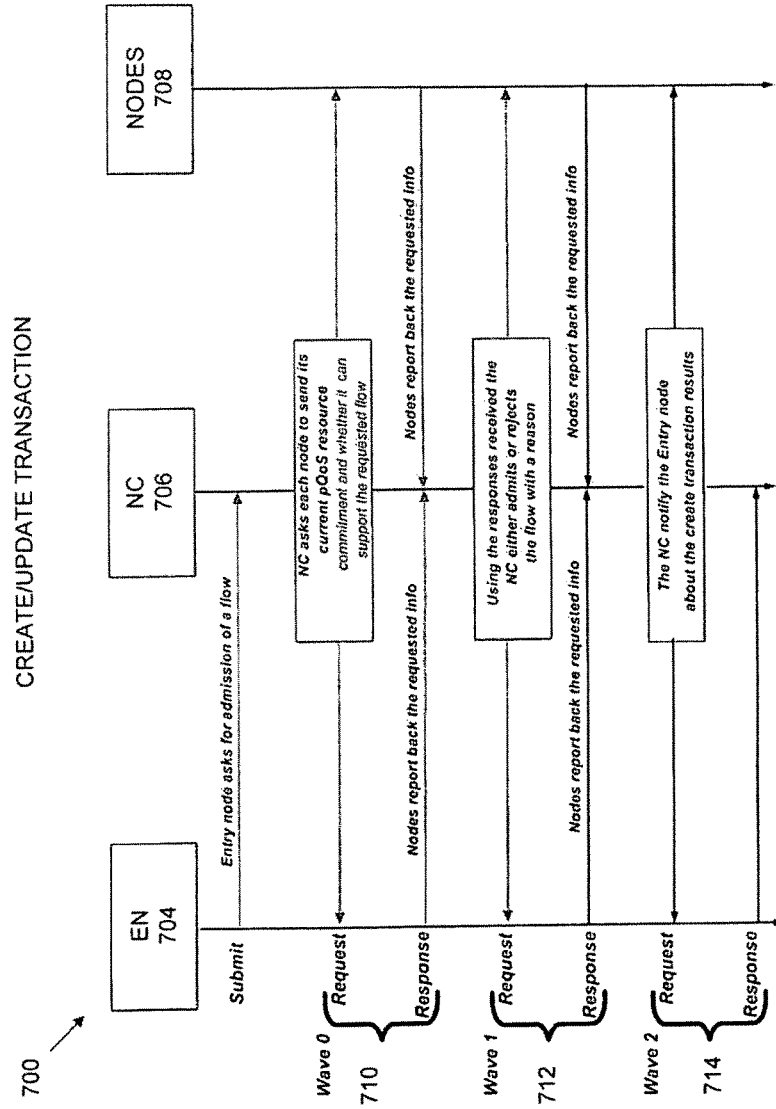 CREATE/UPDATE TRANSACTION
700
EN
704
NC
706
NODES
708
Submit
Entry node asks for admission of a flow
Wave 0
710
Request
NC asks each node to send its
current pQoS resource
commitment and whether it can
support the requested flow
Response
Nodes report back the requested info
Nodes report back the requested info
Wave 1
712
Request
Using the responses received the
NC either admits or rejects
the flow with a reason
Response
Nodes report back the requested info
Nodes report back the requested info
Wave 2
714
Request
The NC notify the Entry node
about the create transaction results
Response